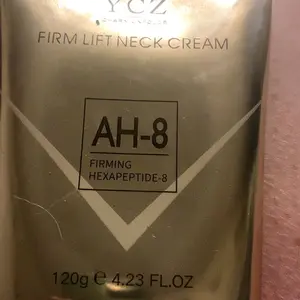 YCZ
FIRM LIFT NECK CREAM
AH-8
FIRMING
HEXAPEPTIDE-8
120g e 4.23 FL.OZ